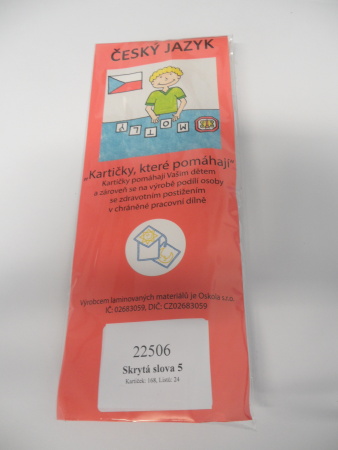 ČESKÝ JAZYK
„Kartičky, které pomáhají“
Kartičky pomáhají Vašim dětem
a zároveň se na výrobě podílí osoby
se zdravotním postižením
v chráněné pracovní dílně
Výrobcem laminovaných materiálů je Oskola s.r.o.
IČ: 02683059, DIČ: CZ02683059
22506
Skrytá slova 5
Kartiček: 168, Listů: 24